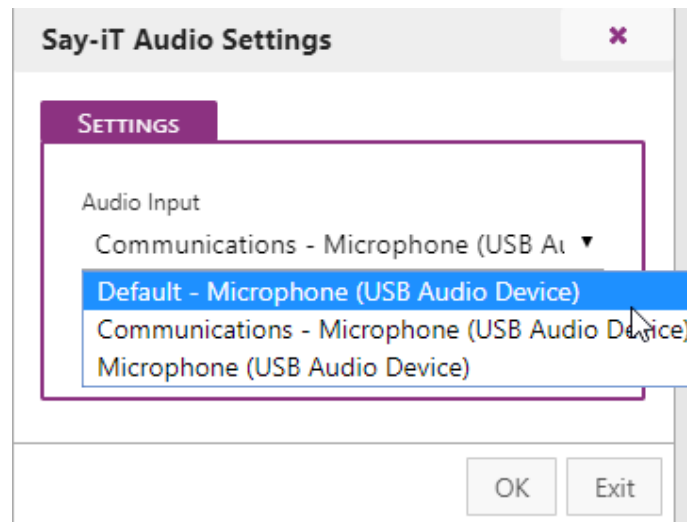 Say-iT Audio Settings
SETTINGS
Audio Input
Communications - Microphone (USB Au
Default - Microphone (USB Audio Device)
Communications - Microphone (USB Audio Device)
Microphone (USB Audio Device)
OK Exit